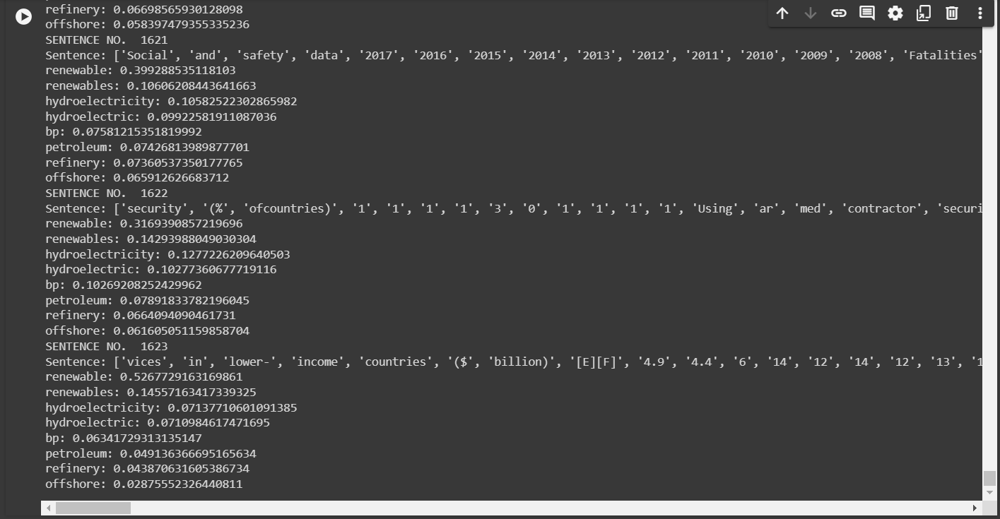 refinery: 0.06698565930128098
offshore: 0.058397479355335236
SENTENCE NO.  1621
Sentence: ['Social', 'and', 'safety', 'data', '2017', '2016', '2015', '2014', '2013', '2012', '2011', '2010', '2009', '2008', 'Fatalities'
renewable: 0.399288535118103
renewables: 0.10606208443641663
hydroelectricity: 0.10582522302865982
hydroelectric: 0.09922581911087036
bp: 0.07581215351819992
petroleum: 0.07426813989877701
refinery: 0.07360537350177765
offshore: 0.065912626683712
SENTENCE NO.  1622
Sentence: ['security', '(%', 'ofcountries)', '1', '1', '1', '1', '3', '0', '1', '1', '1', '1', 'Using', 'ar', 'med', 'contractor', 'securi
renewable: 0.3169390857219696
renewables: 0.14293988049030304
hydroelectricity: 0.1277226209640503
hydroelectric: 0.10277360677719116
bp: 0.10269208252429962
petroleum: 0.07891833782196045
refinery: 0.0664094090461731
offshore: 0.061605051159858704
SENTENCE NO.  1623
Sentence: ['vices', 'in', 'lower-', 'income', 'countries', '($', 'billion)', '[E][F]', '4.9', '4.4', '6', '14', '12', '14', '12', '13', '1
renewable: 0.5267729163169861
renewables: 0.14557163417339325
hydroelectricity: 0.07137710601091385
hydroelectric: 0.0710984617471695
bp: 0.06341729313135147
petroleum: 0.049136366695165634
refinery: 0.043870631605386734
offshore: 0.02875552326440811